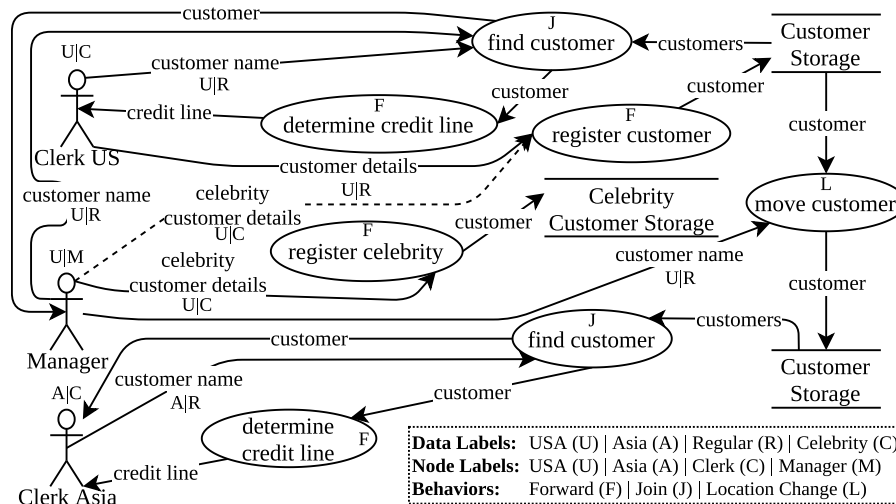 customer
J
find customer
customers
Customer
Storage
U|C
customer name
U|R
customer
customer
credit line
F
determine credit line
F
register customer
customer
Clerk US
customer details
U|R
L
move customer
customer name
U|R
celebrity
customer details
U|C
Celebrity
Customer Storage
customer
F
register celebrity
U|M
celebrity
customer details
U|C
customer name
U|R
customer
Manager
customer
J
find customer
customers
Customer
Storage
customer name
A|R
A|C
customer
determine
credit line
F
credit line
Clerk Asia
Data Labels: USA (U) | Asia (A) | Regular (R) | Celebrity (C)
Node Labels: USA (U) | Asia (A) | Clerk (C) | Manager (M)
Behaviors: Forward (F) | Join (J) | Location Change (L)